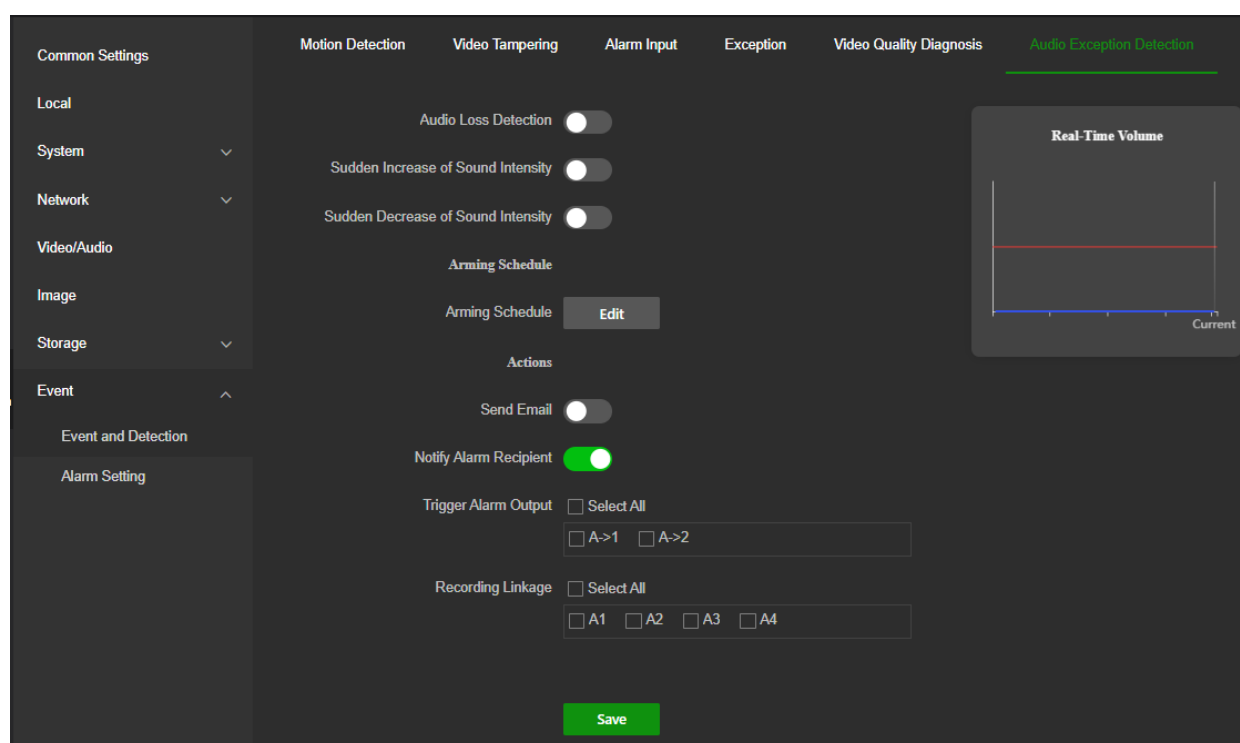 Motion Detection Video Tampering Alarm Input Exception Video Quality Diagnosis Audio Exception Detection
Common Settings
Local
System
Network
Video/Audio
Image
Storage
Event
Event and Detection
Alarm Setting
Audio Loss Detection
Sudden Increase of Sound Intensity
Sudden Decrease of Sound Intensity
Arming Schedule
Arming Schedule Edit
Actions
Send Email
Notify Alarm Recipient
Trigger Alarm Output Select All
A->1 A->2
Recording Linkage Select All
A1 A2 A3 A4
Save
Real-Time Volume
Current